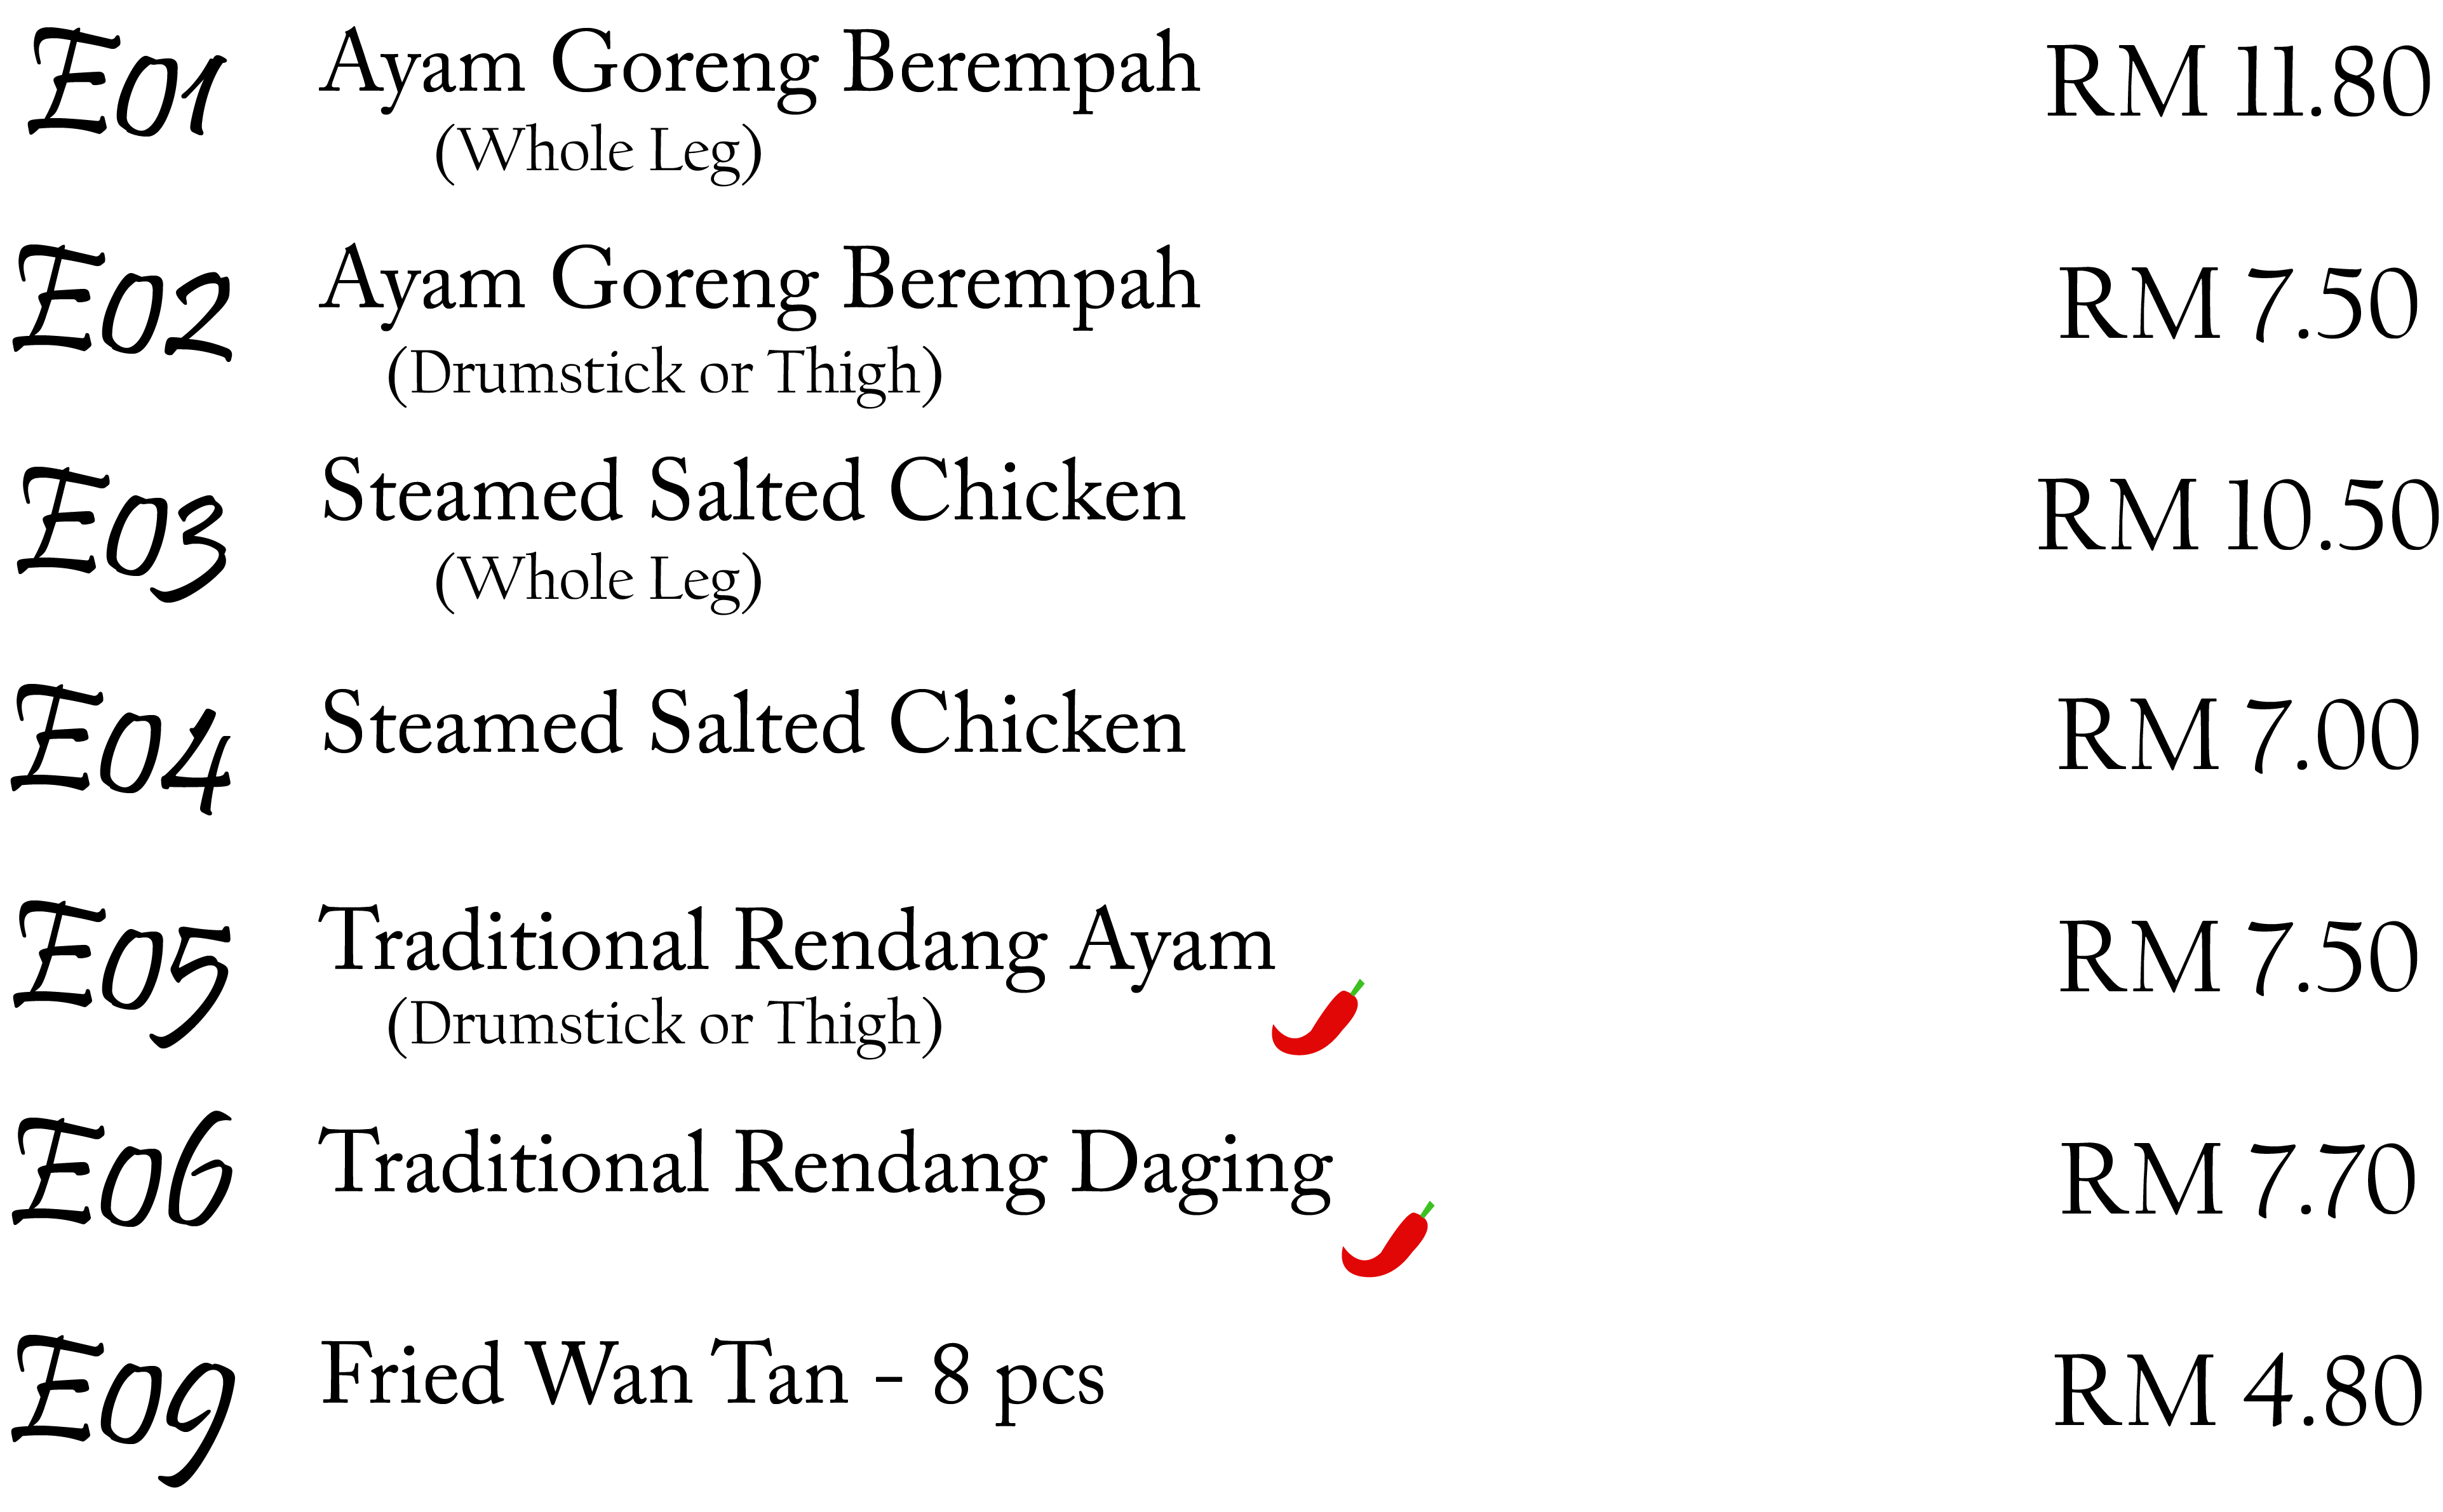 E01 Ayam Goreng Berempah RM 11.80
(Whole Leg)
E02 Ayam Goreng Berempah RM 7.50
(Drumstick or Thigh)
E03 Steamed Salted Chicken RM 10.50
(Whole Leg)
E04 Steamed Salted Chicken RM 7.00
E05 Traditional Rendang Ayam RM 7.50
(Drumstick or Thigh)
E06 Traditional Rendang Daging RM 7.70
E09 Fried Wan Tan - 8 pcs RM 4.80